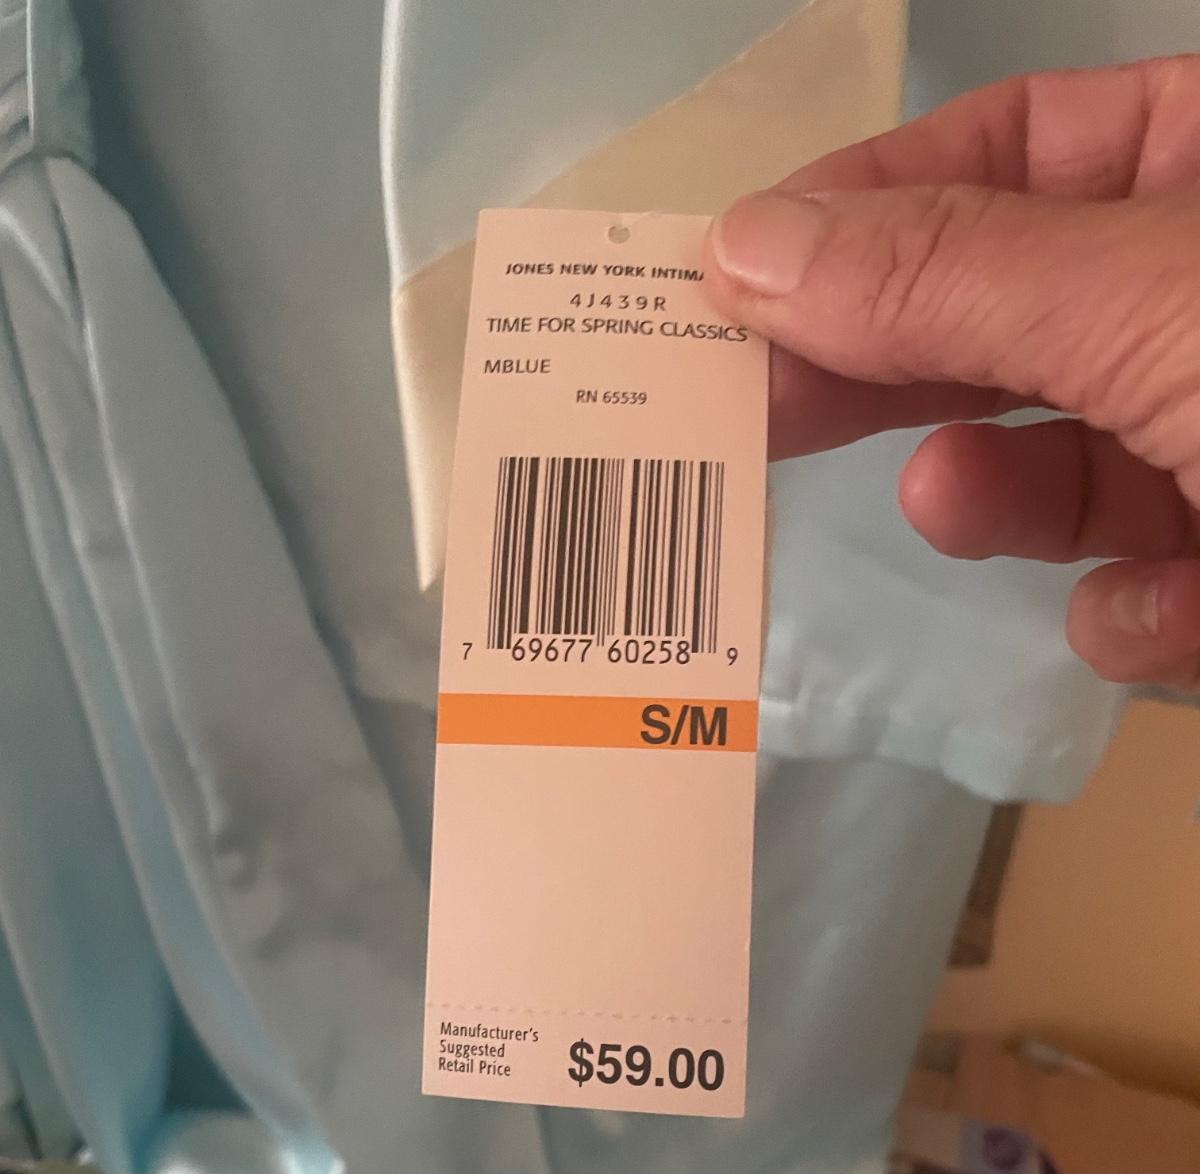 JONES NEW YORK
4J439R
TIME FOR SPRING CLASSICS
MBLUE
RN 65539
7 69677 60258 9
S/M
Manufacturer's
Suggested
Retail Price
$59.00